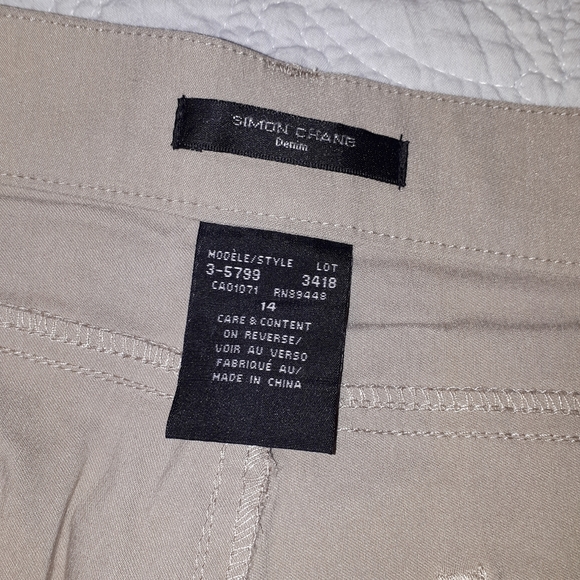 SIMON CHANG
Denim
MODÈLE/STYLE LOT
3-5799 3418
CA01071 RN89448
14
CARE & CONTENT
ON REVERSE/
VOIR AU VERSO
FABRIQUÉ AU/
MADE IN CHINA